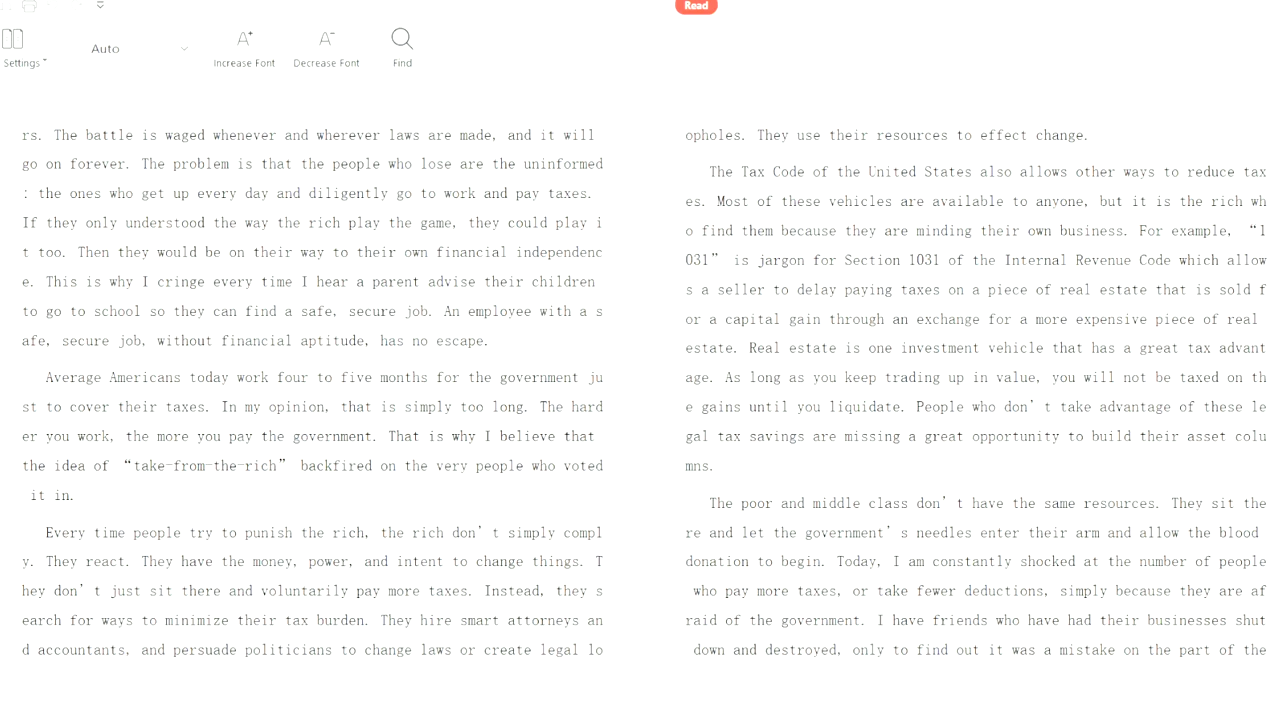 Read
Auto
Settings
Increase Font
Decrease Font
Find
rs. The battle is waged whenever and wherever laws are made, and it will
go on forever. The problem is that the people who lose are the uninformed
: the ones who get up every day and diligently go to work and pay taxes.
If they only understood the way the rich play the game, they could play i
t too. Then they would be on their way to their own financial independenc
e. This is why I cringe every time I hear a parent advise their children
to go to school so they can find a safe, secure job. An employee with a s
afe, secure job, without financial aptitude, has no escape.
Average Americans today work four to five months for the government ju
st to cover their taxes. In my opinion, that is simply too long. The hard
er you work, the more you pay the government. That is why I believe that
the idea of “take-from-the-rich” backfired on the very people who voted
it in.
Every time people try to punish the rich, the rich don’t simply compl
y. They react. They have the money, power, and intent to change things. T
hey don’t just sit there and voluntarily pay more taxes. Instead, they s
earch for ways to minimize their tax burden. They hire smart attorneys an
d accountants, and persuade politicians to change laws or create legal lo
opholes. They use their resources to effect change.
The Tax Code of the United States also allows other ways to reduce tax
es. Most of these vehicles are available to anyone, but it is the rich wh
o find them because they are minding their own business. For example, “1
031” is jargon for Section 1031 of the Internal Revenue Code which allow
s a seller to delay paying taxes on a piece of real estate that is sold f
or a capital gain through an exchange for a more expensive piece of real
estate. Real estate is one investment vehicle that has a great tax advant
age. As long as you keep trading up in value, you will not be taxed on th
e gains until you liquidate. People who don’t take advantage of these le
gal tax savings are missing a great opportunity to build their asset colu
mns.
The poor and middle class don’t have the same resources. They sit the
re and let the government’s needles enter their arm and allow the blood
donation to begin. Today, I am constantly shocked at the number of people
who pay more taxes, or take fewer deductions, simply because they are af
raid of the government. I have friends who have had their businesses shut
down and destroyed, only to find out it was a mistake on the part of the